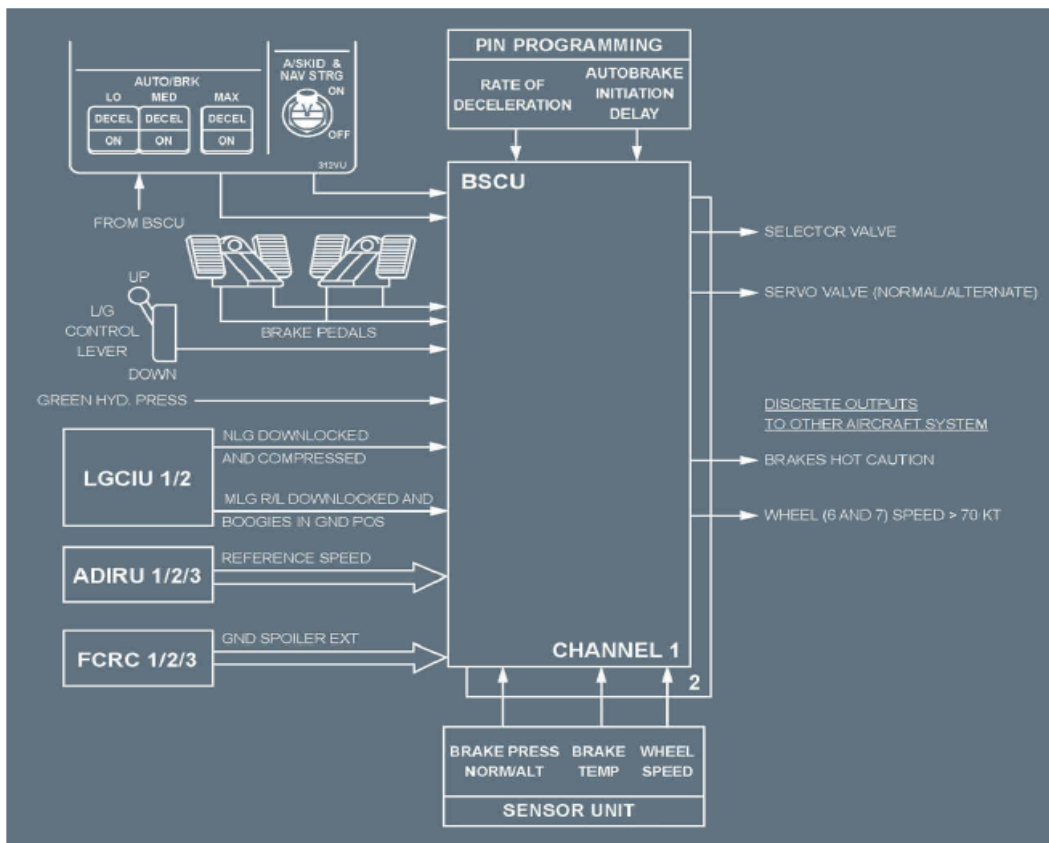 PIN PROGRAMMING
RATE OF
DECELERATION
AUTOBRAKE
INITIATION
DELAY
A/SKID &
NAV STRG
ON
OFF
AUTO/BRK
LO MED MAX
DECEL DECEL DECEL
ON ON ON
312VU
FROM BSCU
BSCU
UP
L/G
CONTROL
LEVER
DOWN
BRAKE PEDALS
GREEN HYD. PRESS
LGCIU 1/2
NLG DOWNLOCKED
AND COMPRESSED
MLG R/L DOWNLOCKED AND
BOOGIES IN GND POS
ADIRU 1/2/3
REFERENCE SPEED
FCRC 1/2/3
GND SPOILER EXT
SELECTOR VALVE
SERVO VALVE (NORMAL/ALTERNATE)
DISCRETE OUTPUTS
TO OTHER AIRCRAFT SYSTEM
BRAKES HOT CAUTION
WHEEL (6 AND 7) SPEED > 70 KT
CHANNEL 1
2
BRAKE PRESS
NORM/ALT
BRAKE
TEMP
WHEEL
SPEED
SENSOR UNIT